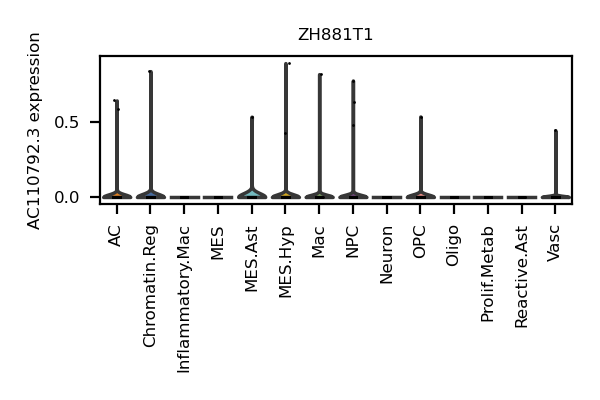 ZH881T1
AC110792.3 expression
0.5
0.0
AC
Chromatin.Reg
Inflammatory.Mac
MES
MES.Ast
MES.Hyp
Mac
NPC
Neuron
OPC
Oligo
Prolif.Metab
Reactive.Ast
Vasc